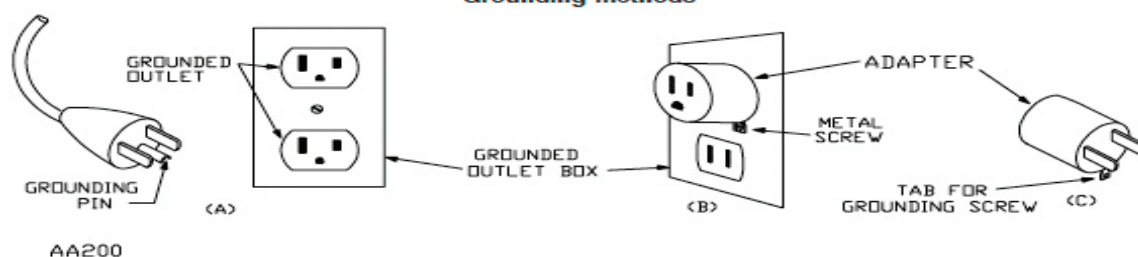 Grounding methods
GROUNDED
OUTLET
GROUNDING
PIN
(A)
GROUNDED
OUTLET BOX
ADAPTER
METAL
SCREW
(B)
TAB FOR
GROUNDING SCREW
(C)
AA200